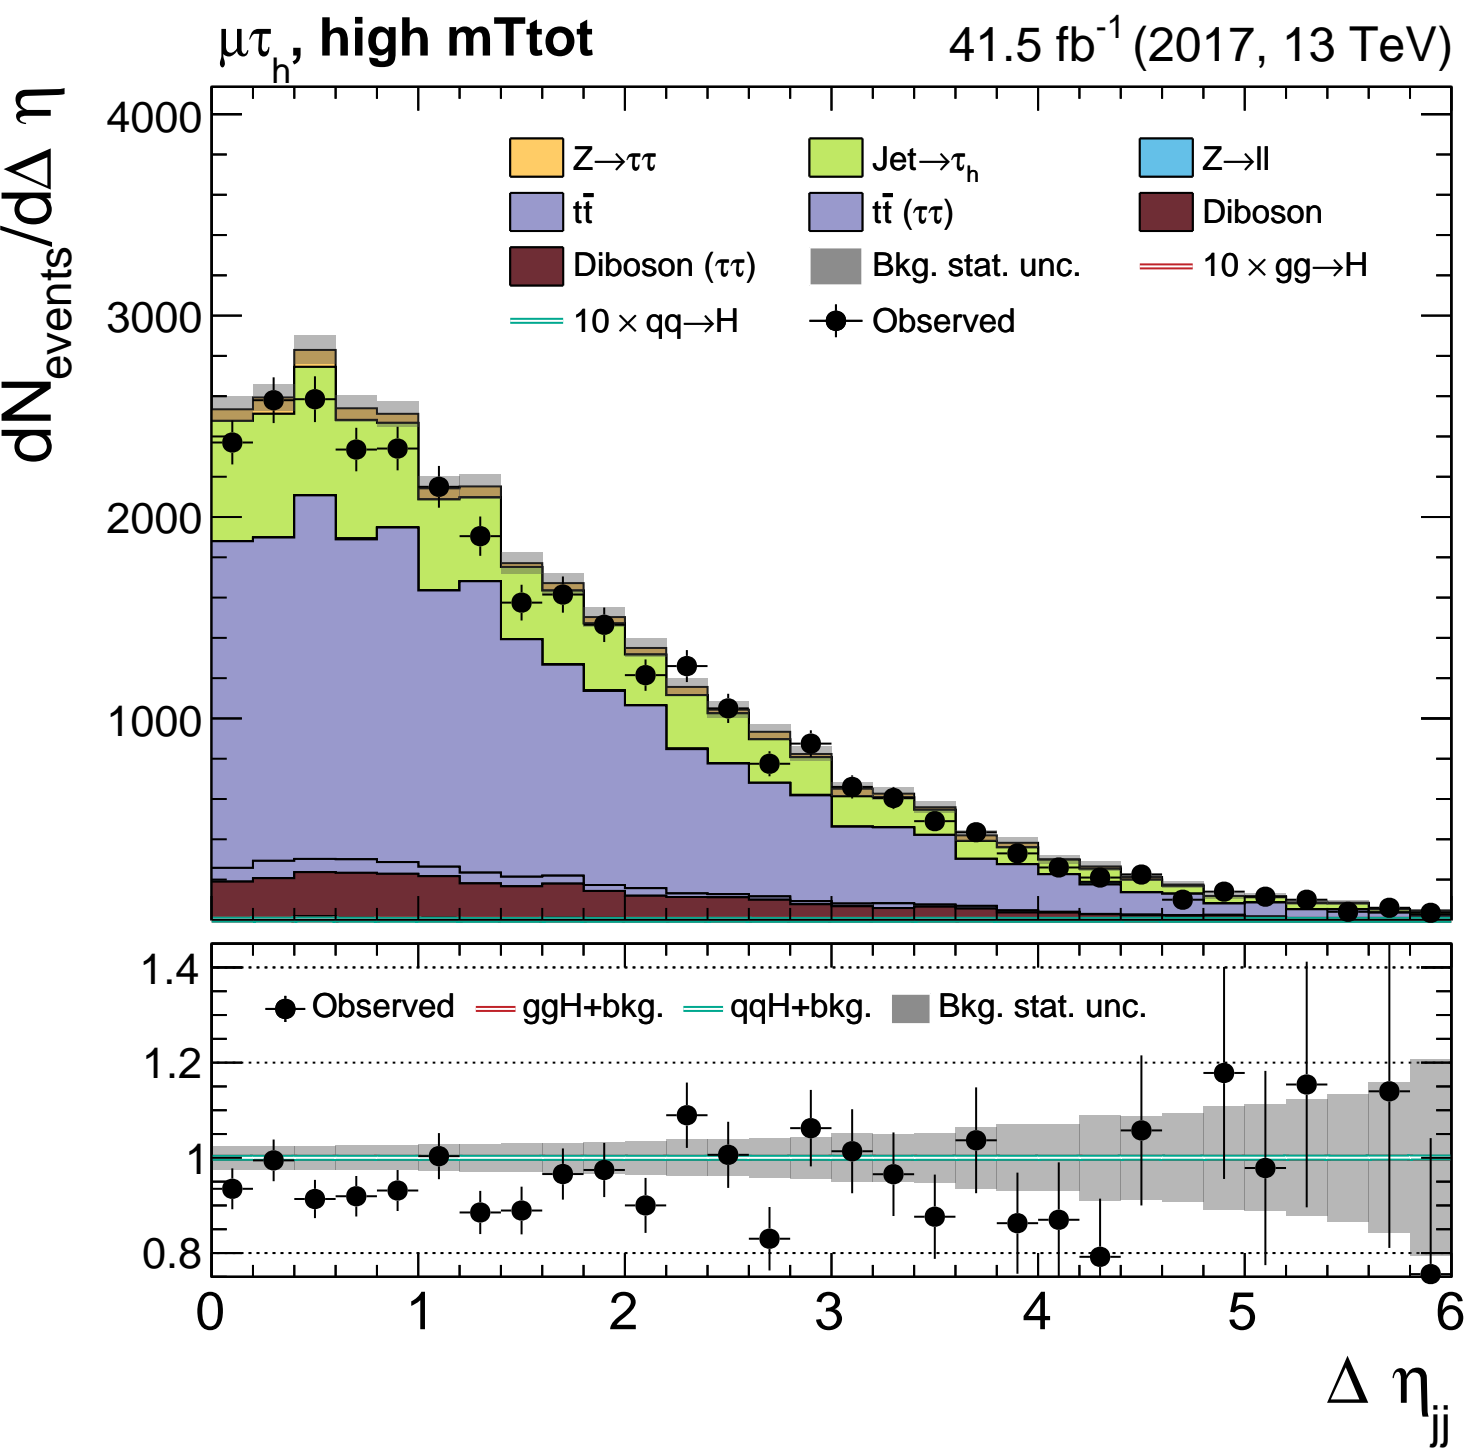 μτh, high mTtot 41.5 fb-1 (2017, 13 TeV)
dNevents/dΔ η
4000
3000
2000
1000
Z→ττ Jet→τh Z→ll
tt̄ tt̄ (ττ) Diboson
Diboson (ττ) Bkg. stat. unc. 10 × gg→H
10 × qq→H Observed
1.4
1.2
1
0.8
Observed ggH+bkg. qqH+bkg. Bkg. stat. unc.
0 1 2 3 4 5 6
Δ ηjj